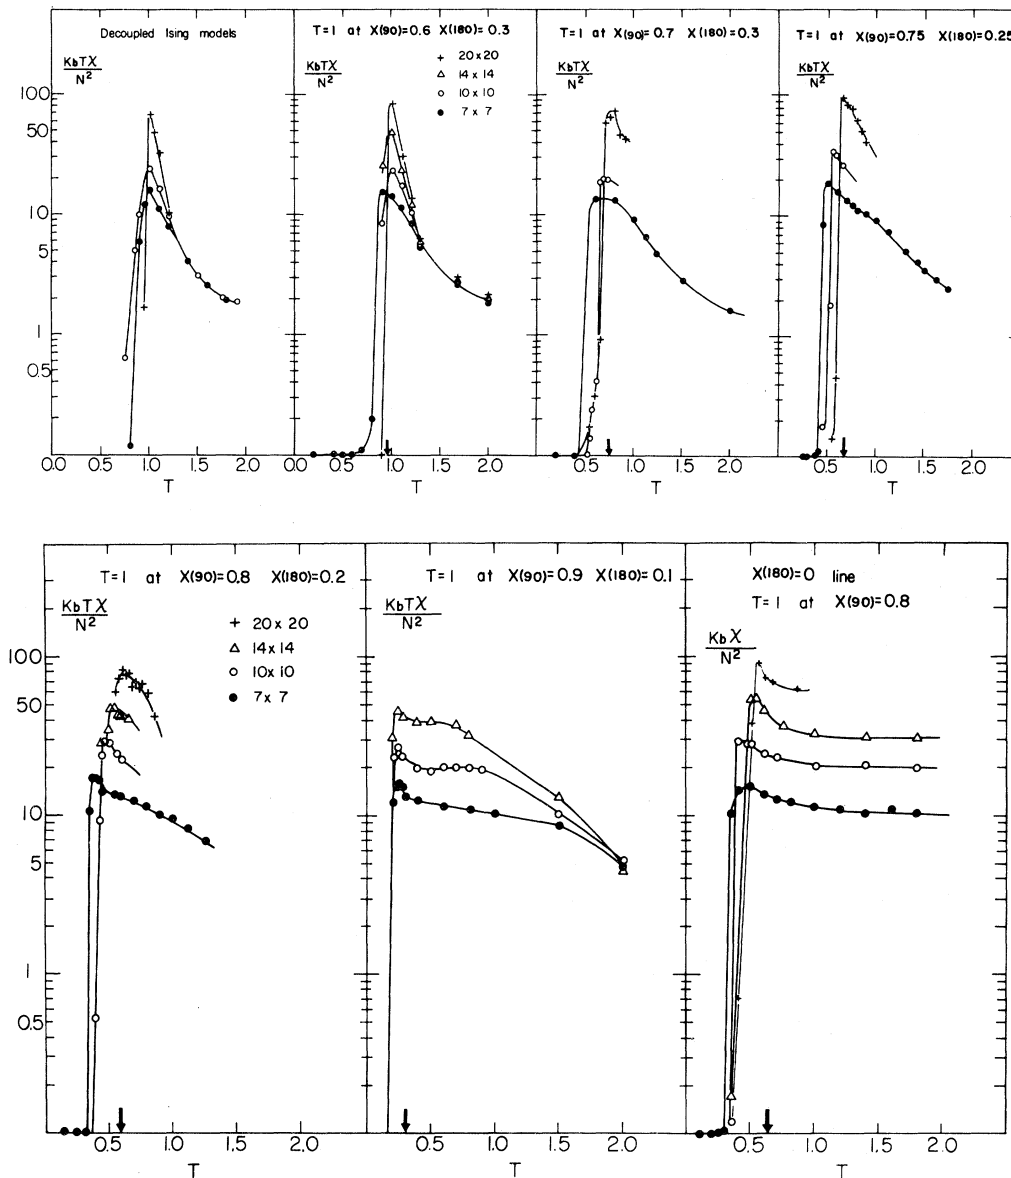 Decoupled Ising models
KbTχ
N²
100
50
10
5
1
0.5
0.0 0.5 1.0 1.5 2.0
T
T=1 at X(90)=0.6 X(180)=0.3
KbTχ
N²
+ 20x20
△ 14x14
○ 10x10
● 7x7
0.0 0.5 1.0 1.5 2.0
T
T=1 at X(90)=0.7 X(180)=0.3
KbTχ
N²
0.5 1.0 1.5 2.0
T
T=1 at X(90)=0.75 X(180)=0.25
KbTχ
N²
0.5 1.0 1.5 2.0
T
T=1 at X(90)=0.8 X(180)=0.2
KbTχ
N²
+ 20x20
△ 14x14
○ 10x10
● 7x7
100
50
10
5
1
0.5
0.5 1.0 1.5 2.0
T
T=1 at X(90)=0.9 X(180)=0.1
KbTχ
N²
0.5 1.0 1.5 2.0
T
X(180)=0 line
T=1 at X(90)=0.8
Kbχ
N²
0.5 1.0 1.5 2.0
T